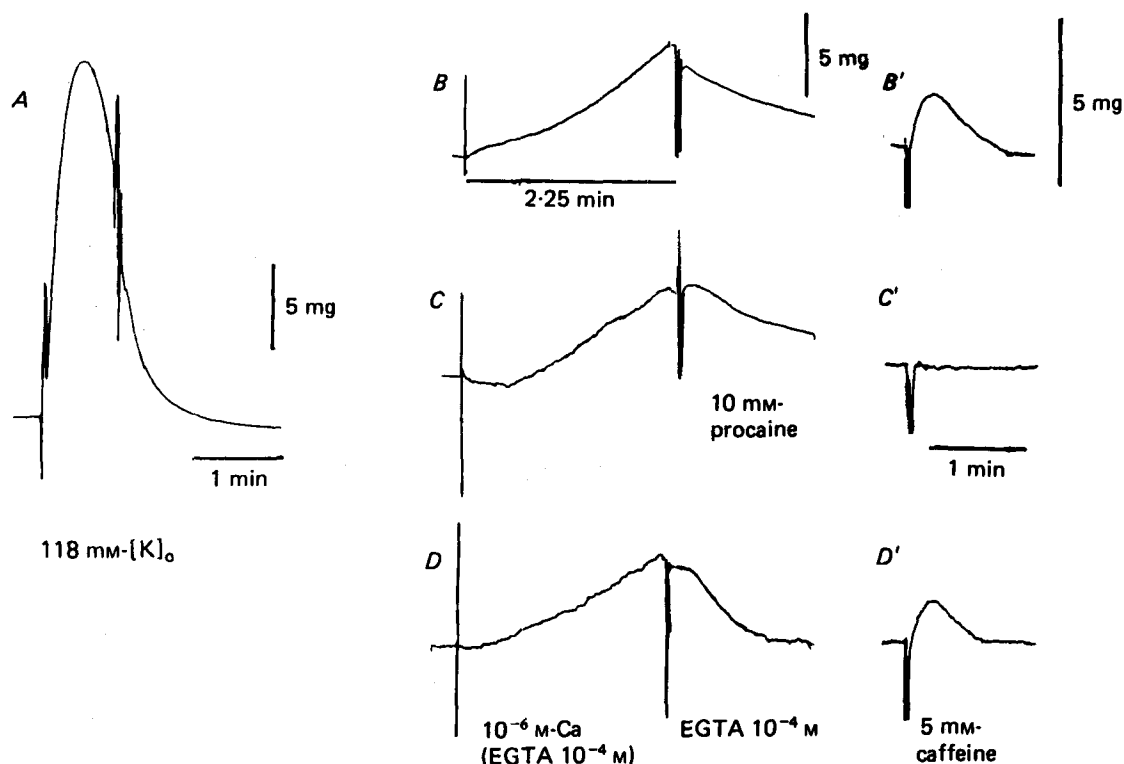 A
5 mg
1 min
118 mM-[K]o
B
5 mg
2·25 min
B'
5 mg
C
10 mM-
procaine
C'
1 min
D
10⁻⁶ M-Ca
(EGTA 10⁻⁴ M)
EGTA 10⁻⁴ M
D'
5 mM-
caffeine